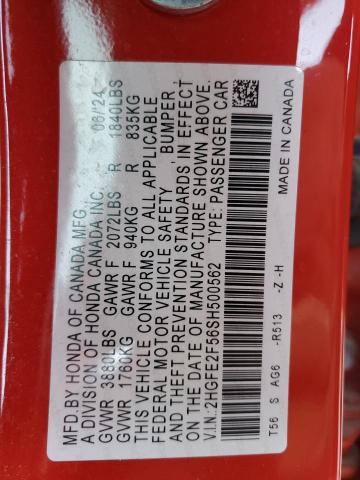 MFD.BY HONDA OF CANADA MFG.
A DIVISION OF HONDA CANADA INC. 06/'24
GVWR 3880LBS GAWR F 2072LBS R 1840LBS
GVWR 1760KG GAWR F 940KG R 835KG
THIS VEHICLE CONFORMS TO ALL APPLICABLE
FEDERAL MOTOR VEHICLE SAFETY , BUMPER ,
AND THEFT PREVENTION STANDARDS IN EFFECT
ON THE DATE OF MANUFACTURE SHOWN ABOVE.
V.I.N.:2HGFE2F56SH500562 TYPE: PASSENGER CAR
T56 S AG6 -R513 -Z -H MADE IN CANADA